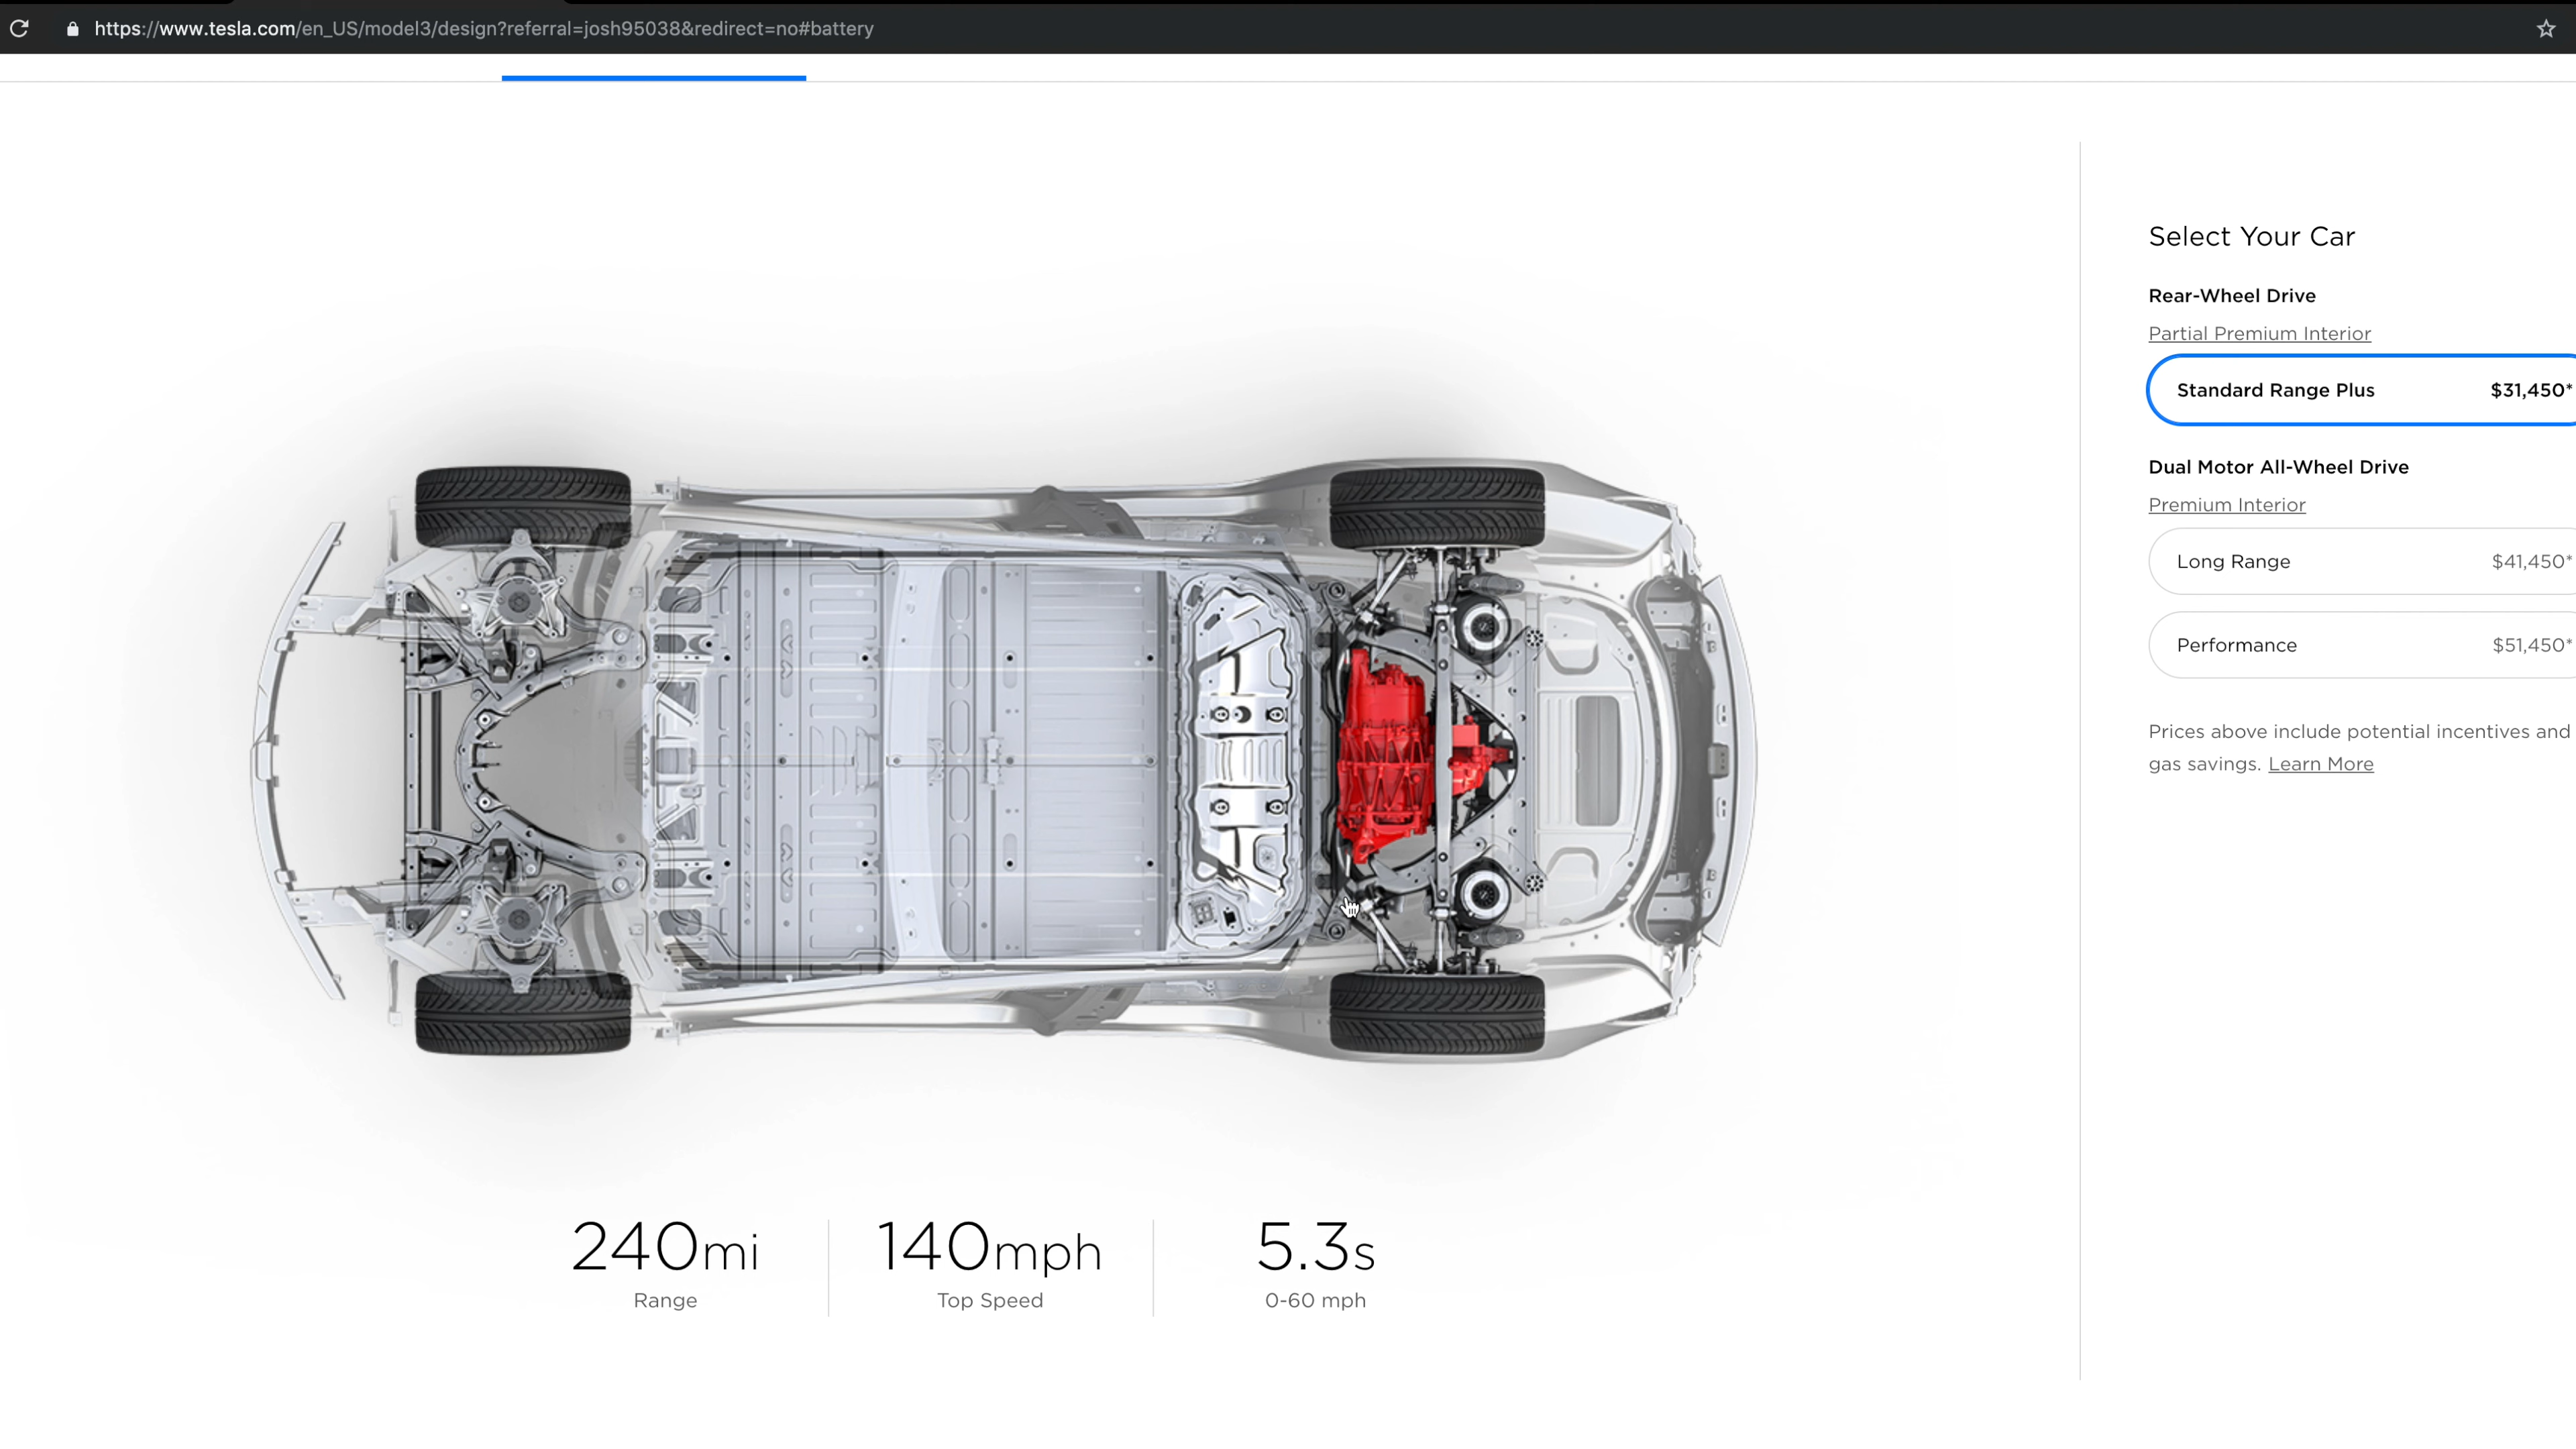 https://www.tesla.com/en_US/model3/design?referral=josh95038&redirect=no#battery
Select Your Car
Rear-Wheel Drive
Partial Premium Interior
Standard Range Plus $31,450*
Dual Motor All-Wheel Drive
Premium Interior
Long Range $41,450*
Performance $51,450*
Prices above include potential incentives and
gas savings. Learn More
240mi 140mph 5.3s
Range Top Speed 0-60 mph